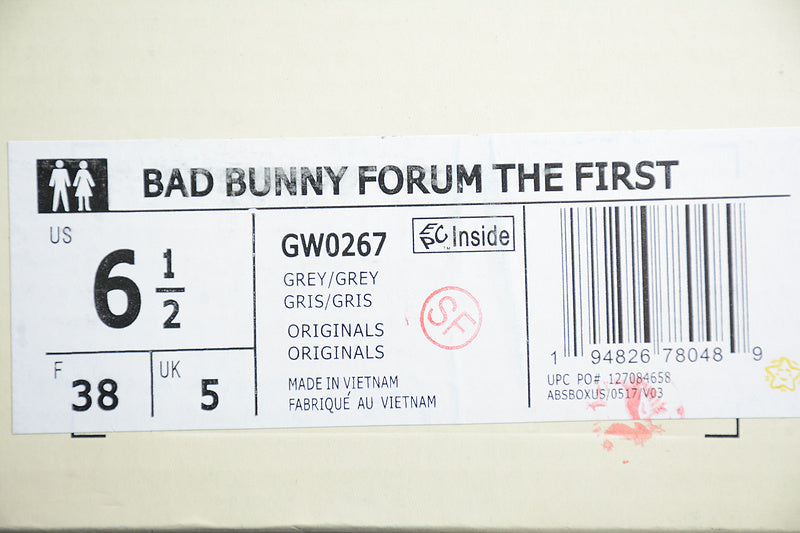 BAD BUNNY FORUM THE FIRST
US
6 1/2
F
38
UK
5
GW0267
EPC Inside
GREY/GREY
GRIS/GRIS
ORIGINALS
ORIGINALS
MADE IN VIETNAM
FABRIQUÉ AU VIETNAM
SF
1 94826 78048 9
UPC PO# 127084658
ABSBOXUS/0517/V03